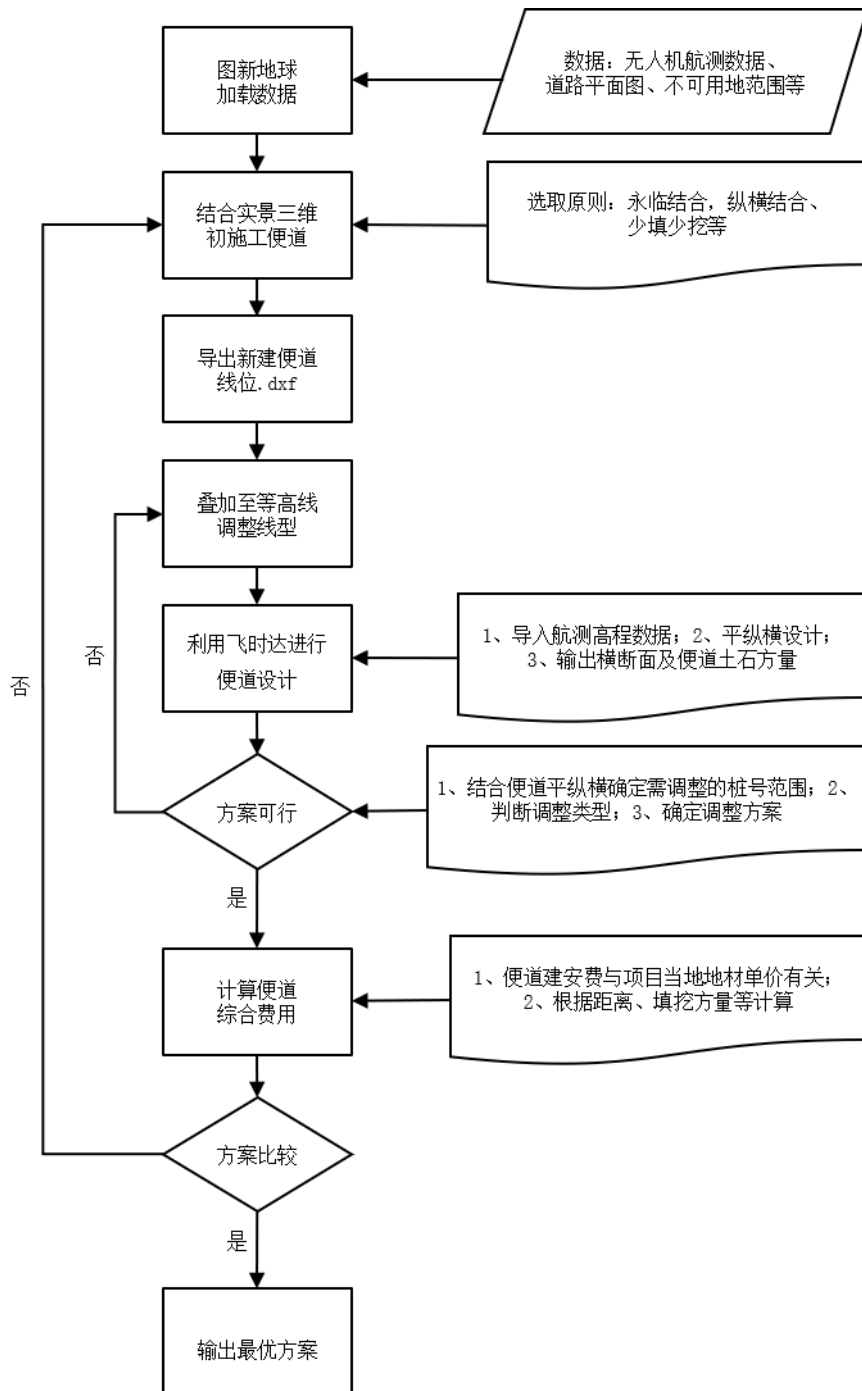 图新地球
加载数据
数据：无人机航测数据、
道路平面图、不可用地范围等
结合实景三维
初施工便道
选取原则：永临结合，纵横结合、
少填少挖等
导出新建便道
线位.dxf
叠加至等高线
调整线型
利用飞时达进行
便道设计
1、导入航测高程数据；2、平纵横设计；
3、输出横断面及便道土石方量
否
否
方案可行
1、结合便道平纵横确定需调整的桩号范围；2、
判断调整类型；3、确定调整方案
是
计算便道
综合费用
1、便道建安费与项目当地地材单价有关；
2、根据距离、填挖方量等计算
方案比较
是
输出最优方案